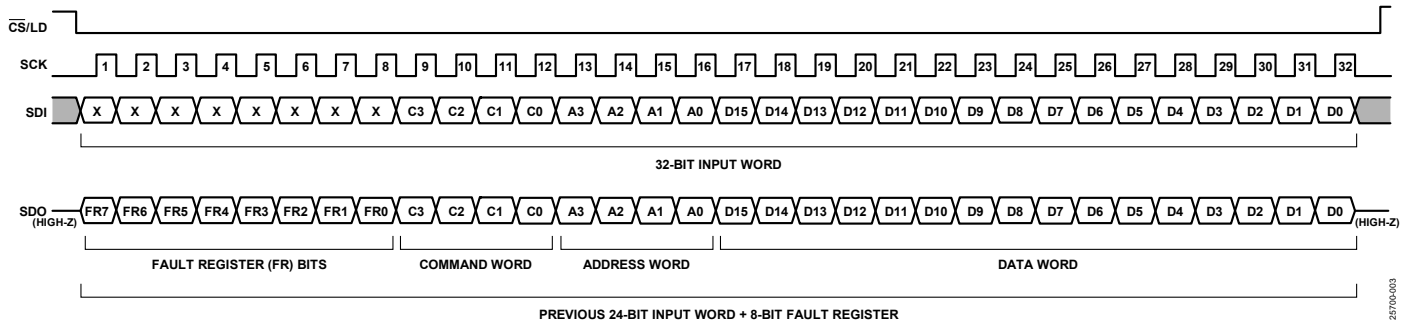 CS/LD
SCK 1 2 3 4 5 6 7 8 9 10 11 12 13 14 15 16 17 18 19 20 21 22 23 24 25 26 27 28 29 30 31 32
SDI X X X X X X X X C3 C2 C1 C0 A3 A2 A1 A0 D15 D14 D13 D12 D11 D10 D9 D8 D7 D6 D5 D4 D3 D2 D1 D0
32-BIT INPUT WORD
SDO FR7 FR6 FR5 FR4 FR3 FR2 FR1 FR0 C3 C2 C1 C0 A3 A2 A1 A0 D15 D14 D13 D12 D11 D10 D9 D8 D7 D6 D5 D4 D3 D2 D1 D0
(HIGH-Z) (HIGH-Z)
FAULT REGISTER (FR) BITS COMMAND WORD ADDRESS WORD DATA WORD
PREVIOUS 24-BIT INPUT WORD + 8-BIT FAULT REGISTER
25700-003